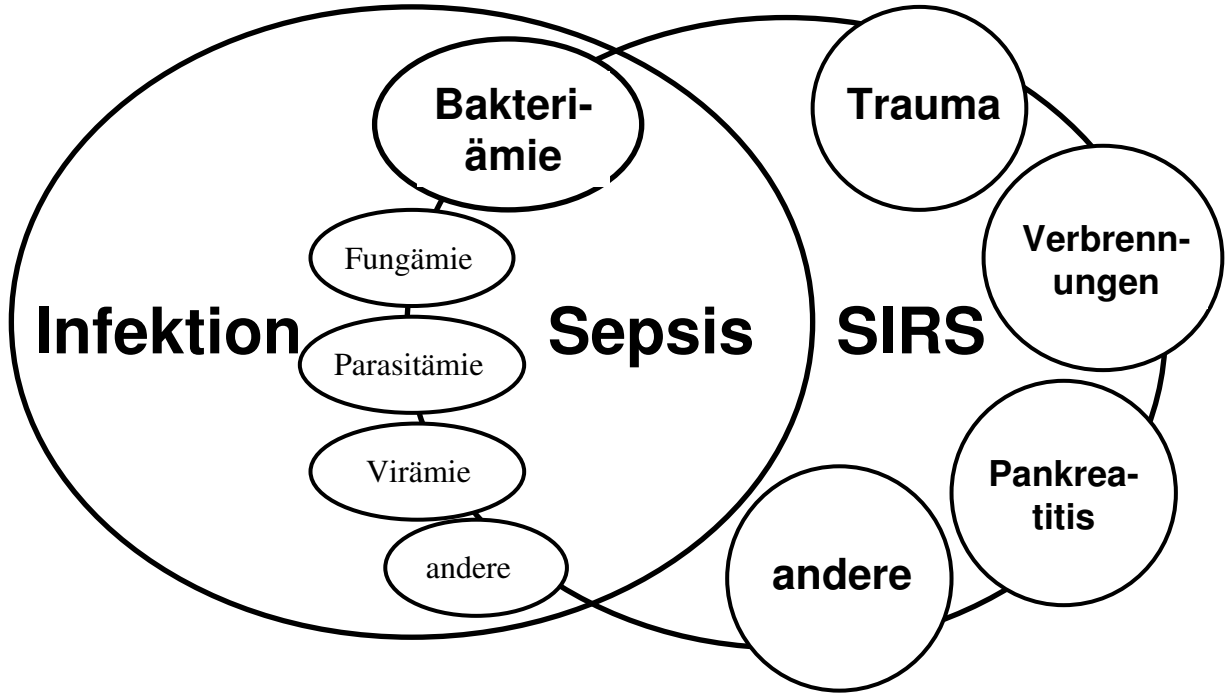 Bakteri-
ämie
Trauma
Fungämie
Verbrenn-
ungen
Infektion
Sepsis
SIRS
Parasitämie
Virämie
Pankrea-
titis
andere
andere